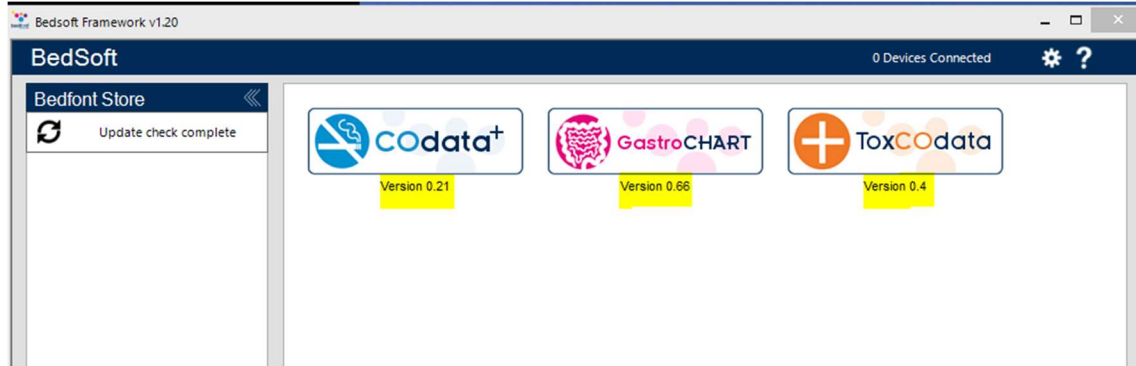 Bedsoft Framework v1.20
BedSoft
0 Devices Connected
?
Bedfont Store
Update check complete
COdata+
GastroCHART
ToxCOdata
Version 0.21
Version 0.66
Version 0.4